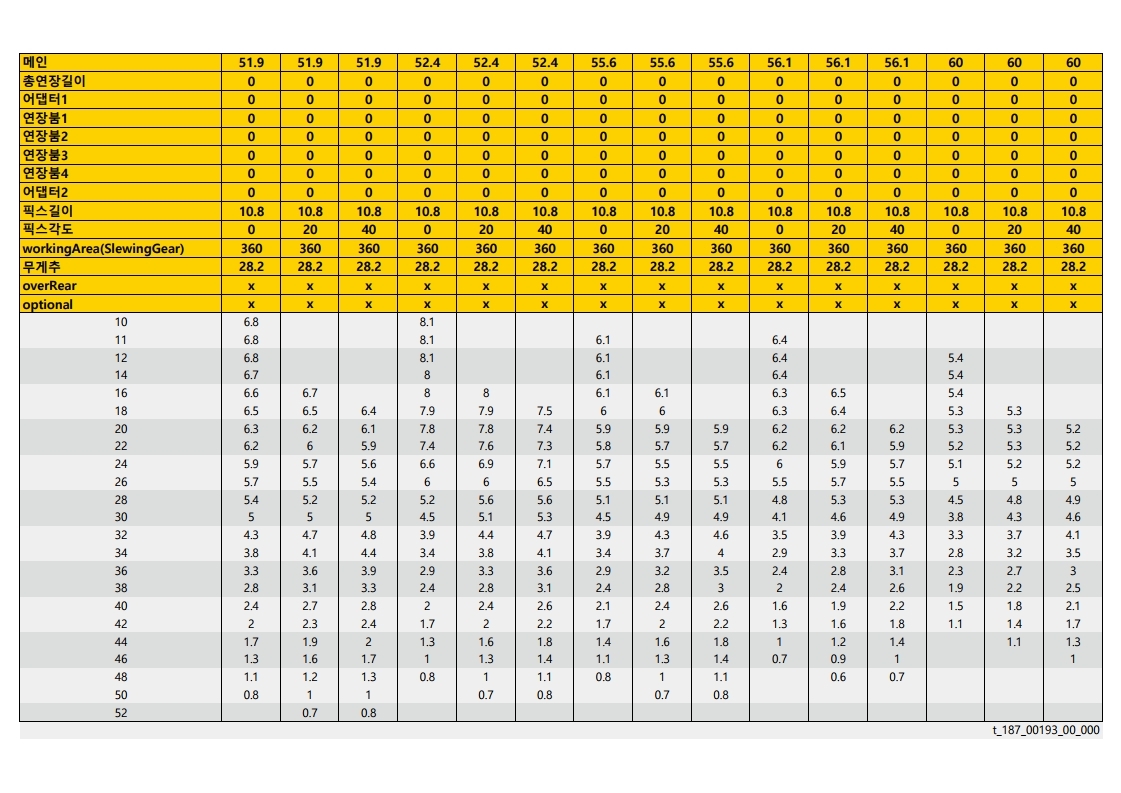 메인 51.9 51.9 51.9 52.4 52.4 52.4 55.6 55.6 55.6 56.1 56.1 56.1 60 60 60
총연장길이 0 0 0 0 0 0 0 0 0 0 0 0 0 0 0
어댑터1 0 0 0 0 0 0 0 0 0 0 0 0 0 0 0
연장붐1 0 0 0 0 0 0 0 0 0 0 0 0 0 0 0
연장붐2 0 0 0 0 0 0 0 0 0 0 0 0 0 0 0
연장붐3 0 0 0 0 0 0 0 0 0 0 0 0 0 0 0
연장붐4 0 0 0 0 0 0 0 0 0 0 0 0 0 0 0
어댑터2 0 0 0 0 0 0 0 0 0 0 0 0 0 0 0
픽스길이 10.8 10.8 10.8 10.8 10.8 10.8 10.8 10.8 10.8 10.8 10.8 10.8 10.8 10.8 10.8
픽스각도 0 20 40 0 20 40 0 20 40 0 20 40 0 20 40
workingArea(SlewingGear) 360 360 360 360 360 360 360 360 360 360 360 360 360 360 360
무게추 28.2 28.2 28.2 28.2 28.2 28.2 28.2 28.2 28.2 28.2 28.2 28.2 28.2 28.2 28.2
overRear x x x x x x x x x x x x x x x
optional x x x x x x x x x x x x x x x
10 6.8 8.1
11 6.8 8.1 6.1 6.4
12 6.8 8.1 6.1 6.4 5.4
14 6.7 8 6.1 6.4 5.4
16 6.6 6.7 8 8 6.1 6.1 6.3 6.5 5.4
18 6.5 6.5 6.4 7.9 7.9 7.5 6 6 6.3 6.4 5.3 5.3
20 6.3 6.2 6.1 7.8 7.8 7.4 5.9 5.9 5.9 6.2 6.2 6.2 5.3 5.3 5.2
22 6.2 6 5.9 7.4 7.6 7.3 5.8 5.7 5.7 6.2 6.1 5.9 5.2 5.3 5.2
24 5.9 5.7 5.6 6.6 6.9 7.1 5.7 5.5 5.5 6 5.9 5.7 5.1 5.2 5.2
26 5.7 5.5 5.4 6 6 6.5 5.5 5.3 5.3 5.5 5.7 5.5 5 5 5
28 5.4 5.2 5.2 5.2 5.6 5.6 5.1 5.1 5.1 4.8 5.3 5.3 4.5 4.8 4.9
30 5 5 5 4.5 5.1 5.3 4.5 4.9 4.9 4.1 4.6 4.9 3.8 4.3 4.6
32 4.3 4.7 4.8 3.9 4.4 4.7 3.9 4.3 4.6 3.5 3.9 4.3 3.3 3.7 4.1
34 3.8 4.1 4.4 3.4 3.8 4.1 3.4 3.7 4 2.9 3.3 3.7 2.8 3.2 3.5
36 3.3 3.6 3.9 2.9 3.3 3.6 2.9 3.2 3.5 2.4 2.8 3.1 2.3 2.7 3
38 2.8 3.1 3.3 2.4 2.8 3.1 2.4 2.8 3 2 2.4 2.6 1.9 2.2 2.5
40 2.4 2.7 2.8 2 2.4 2.6 2.1 2.4 2.6 1.6 1.9 2.2 1.5 1.8 2.1
42 2 2.3 2.4 1.7 2 2.2 1.7 2 2.2 1.3 1.6 1.8 1.1 1.4 1.7
44 1.7 1.9 2 1.3 1.6 1.8 1.4 1.6 1.8 1 1.2 1.4 1.1 1.3
46 1.3 1.6 1.7 1 1.3 1.4 1.1 1.3 1.4 0.7 0.9 1 1
48 1.1 1.2 1.3 0.8 1 1.1 0.8 1 1.1 0.6 0.7
50 0.8 1 1 0.7 0.8 0.7 0.8
52 0.7 0.8
t_187_00193_00_000